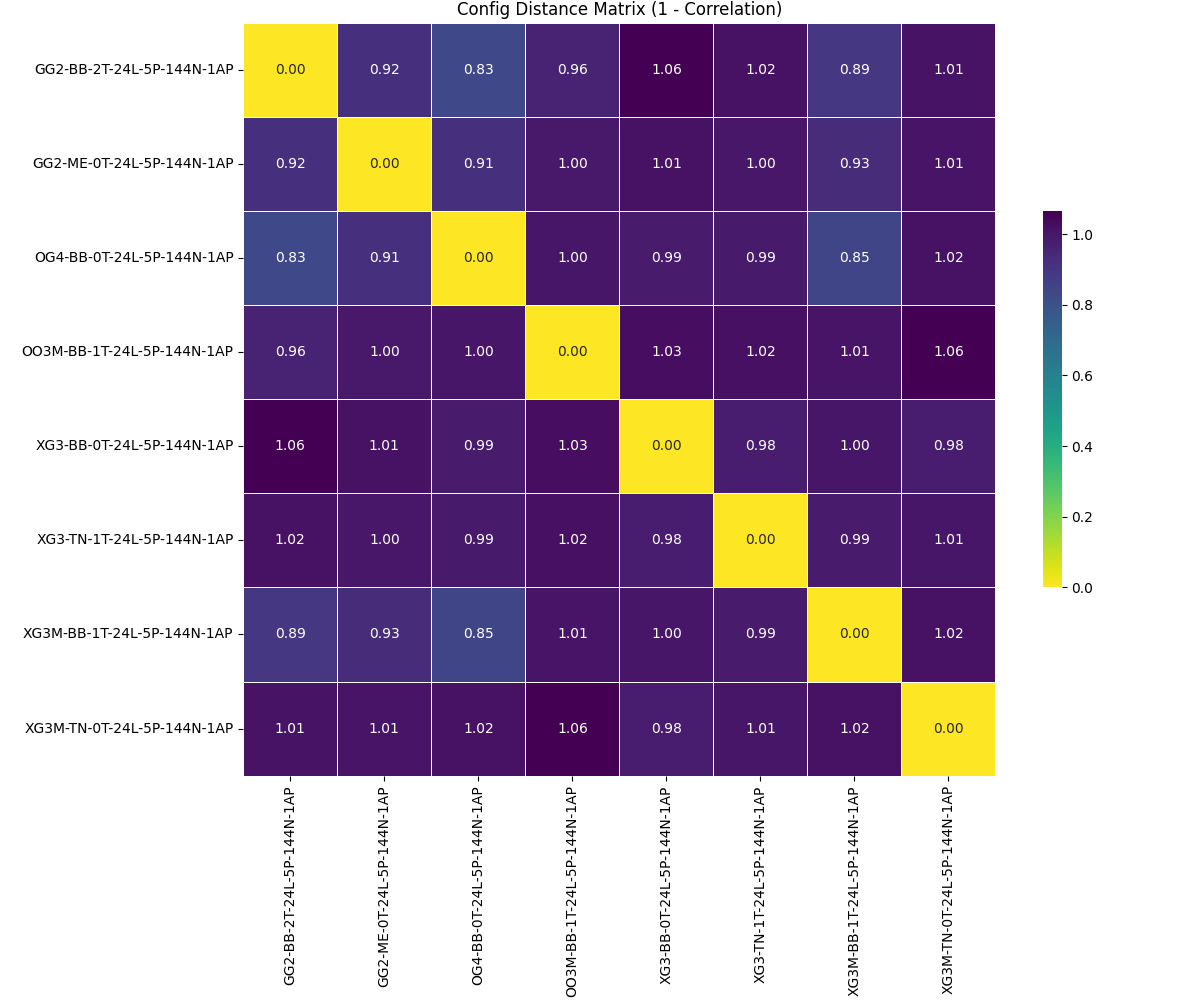 Config Distance Matrix (1 - Correlation)
GG2-BB-2T-24L-5P-144N-1AP 0.00 0.92 0.83 0.96 1.06 1.02 0.89 1.01
GG2-ME-0T-24L-5P-144N-1AP 0.92 0.00 0.91 1.00 1.01 1.00 0.93 1.01
OG4-BB-0T-24L-5P-144N-1AP 0.83 0.91 0.00 1.00 0.99 0.99 0.85 1.02
OO3M-BB-1T-24L-5P-144N-1AP 0.96 1.00 1.00 0.00 1.03 1.02 1.01 1.06
XG3-BB-0T-24L-5P-144N-1AP 1.06 1.01 0.99 1.03 0.00 0.98 1.00 0.98
XG3-TN-1T-24L-5P-144N-1AP 1.02 1.00 0.99 1.02 0.98 0.00 0.99 1.01
XG3M-BB-1T-24L-5P-144N-1AP 0.89 0.93 0.85 1.01 1.00 0.99 0.00 1.02
XG3M-TN-0T-24L-5P-144N-1AP 1.01 1.01 1.02 1.06 0.98 1.01 1.02 0.00
GG2-BB-2T-24L-5P-144N-1AP
GG2-ME-0T-24L-5P-144N-1AP
OG4-BB-0T-24L-5P-144N-1AP
OO3M-BB-1T-24L-5P-144N-1AP
XG3-BB-0T-24L-5P-144N-1AP
XG3-TN-1T-24L-5P-144N-1AP
XG3M-BB-1T-24L-5P-144N-1AP
XG3M-TN-0T-24L-5P-144N-1AP
1.0
0.8
0.6
0.4
0.2
0.0